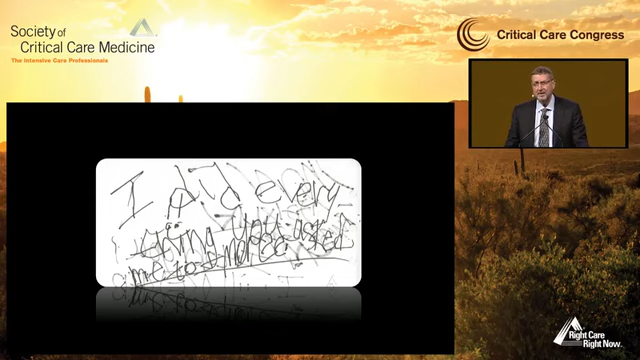 Society of
Critical Care Medicine
The Intensive Care Professionals
Critical Care Congress
I did every
thing you ask
me to
Right Care
Right Now